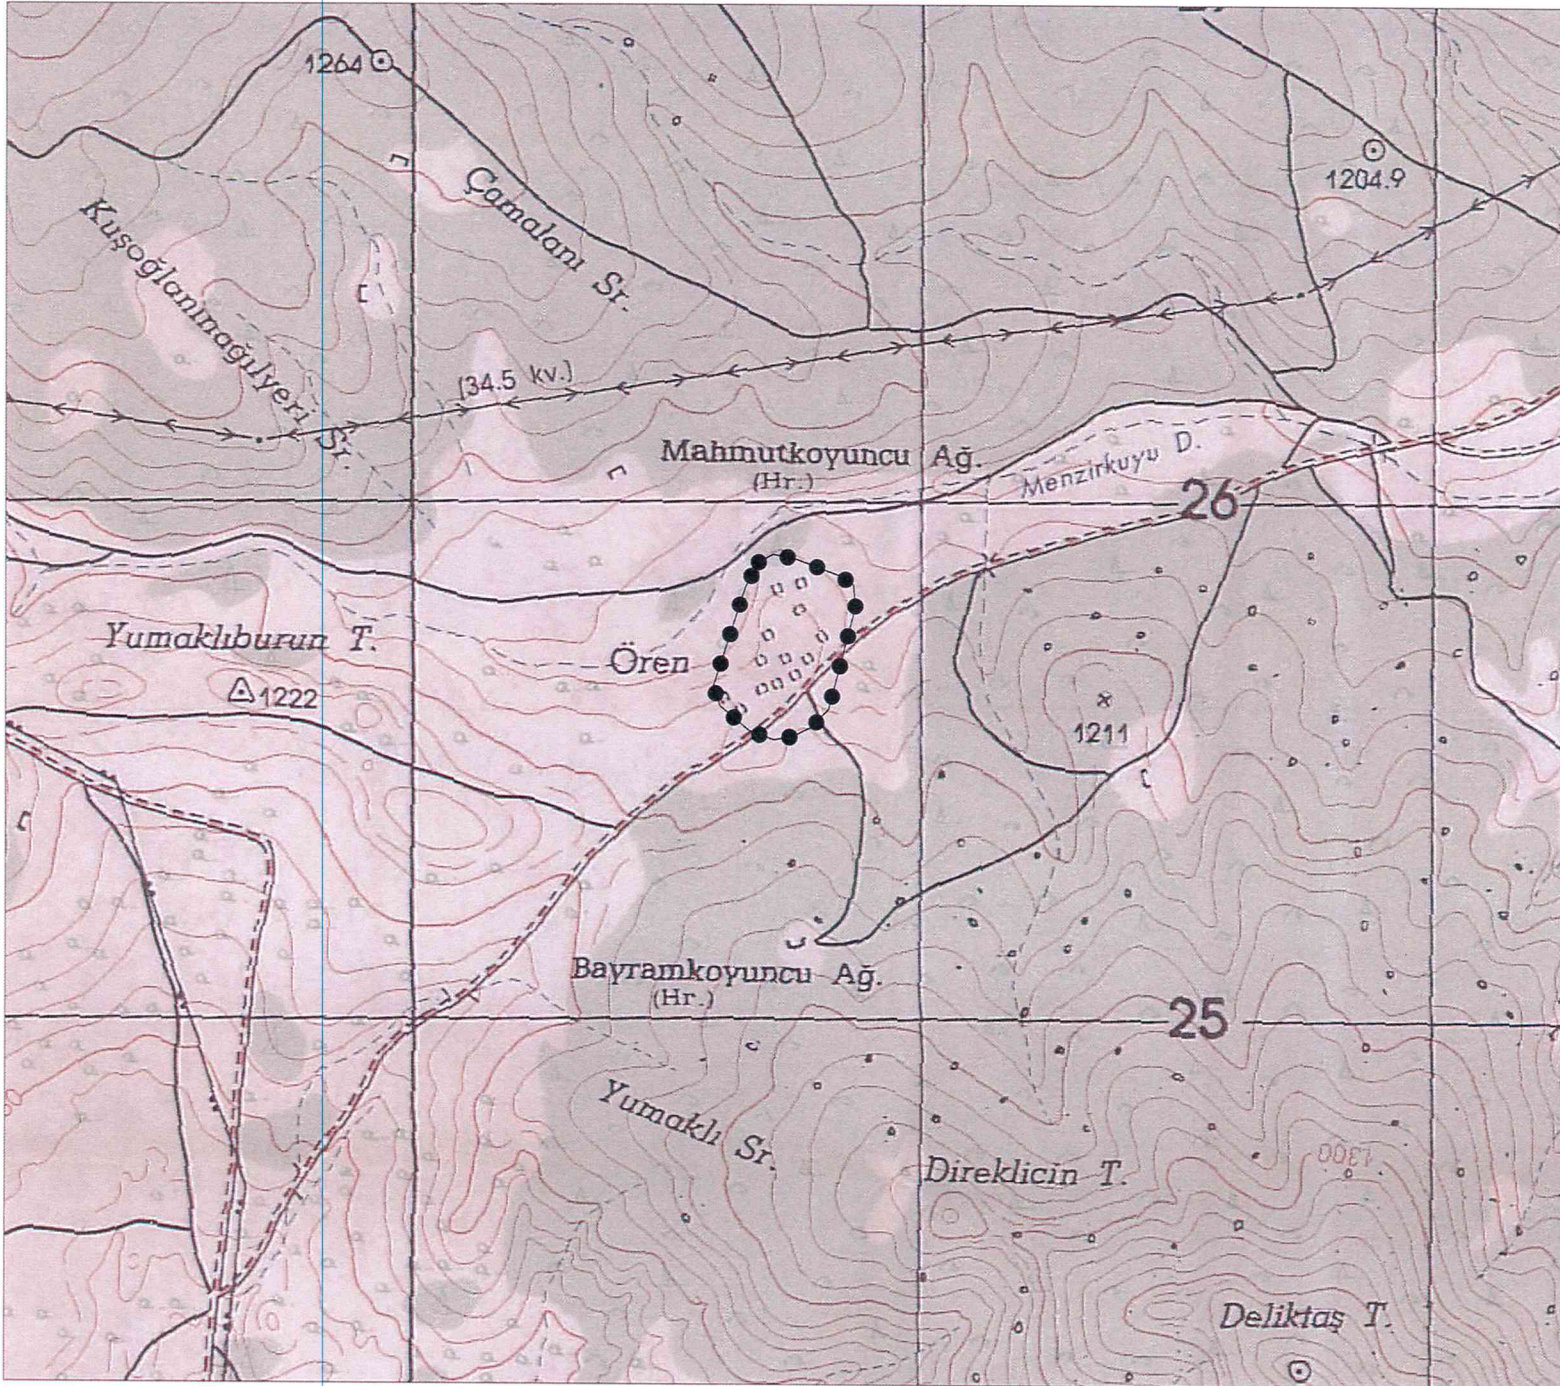 1264
1204.9
Çamalanı Sr.
Kuşoğlanınağılyeri Sr.
(34.5 kv.)
Mahmutkoyuncu Ağ.
(Hr.)
Menzirkuyu D.
26
Yumaklıburun T.
Ören
1222
1211
Bayramkoyuncu Ağ.
(Hr.)
25
Yumaklı Sr.
1300
Direklicin T.
Deliktaş T.